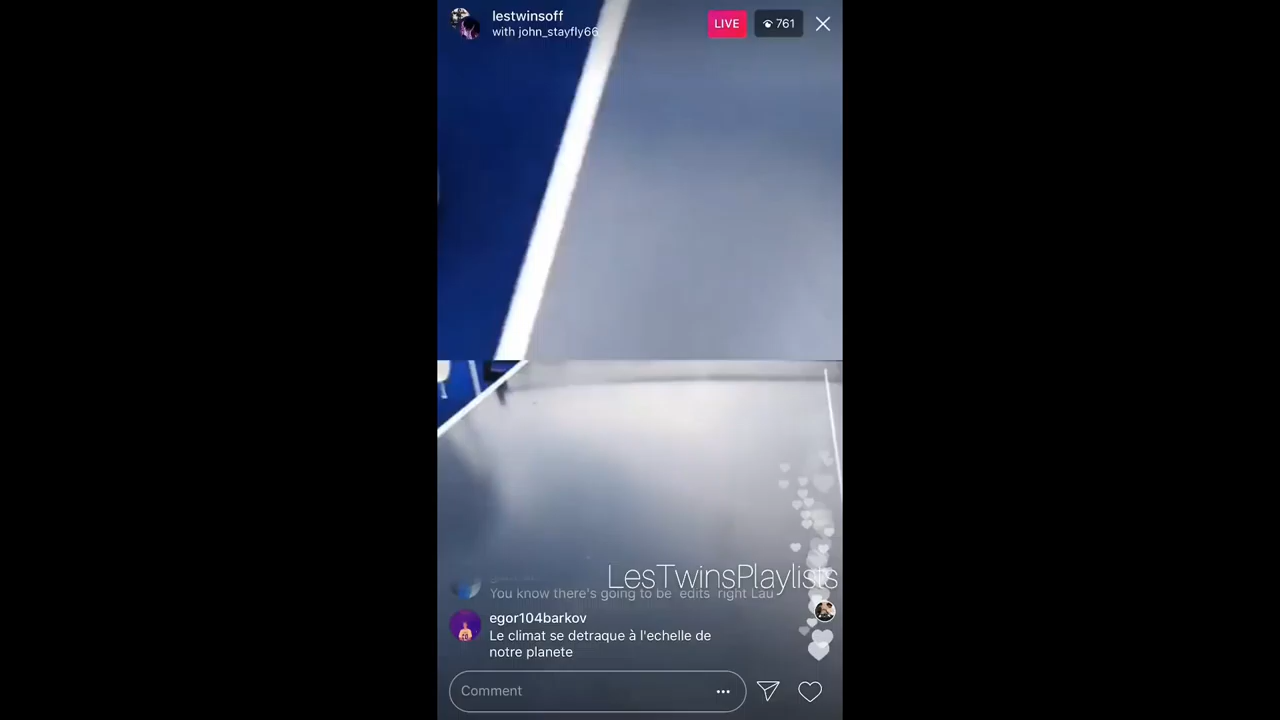 lestwinsoff
with john_stayfly66
LIVE
761
LesTwinsPlaylists
You know there's going to be edits right Lau
egor104barkov
Le climat se detraque à l'echelle de
notre planete
Comment